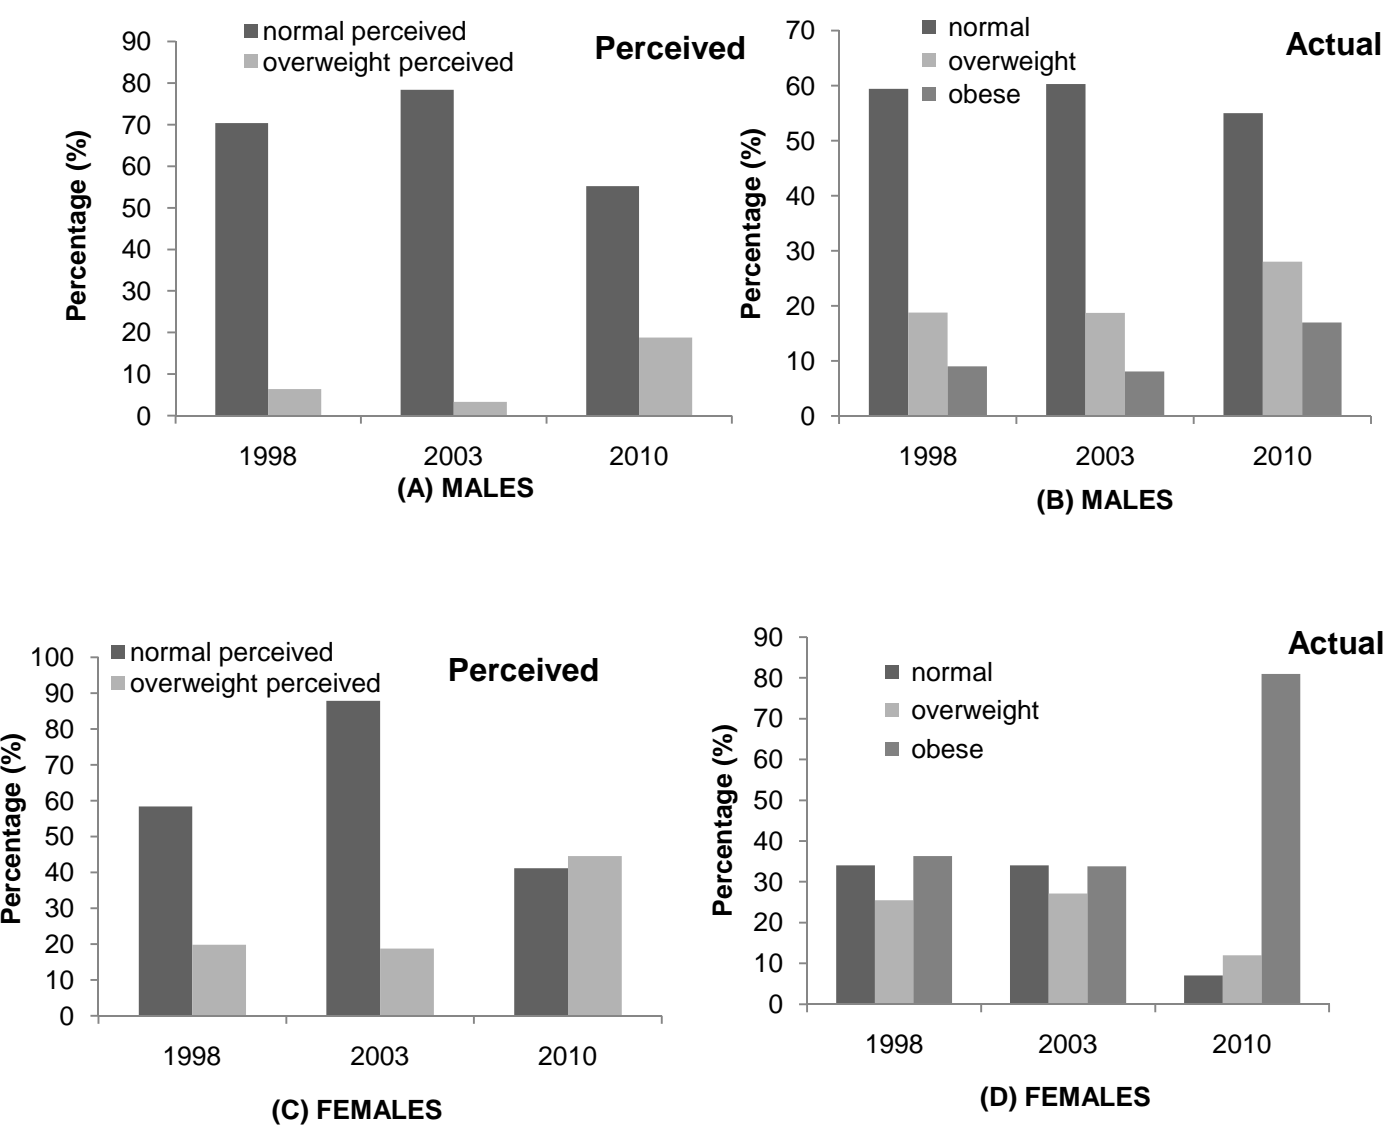 Perceived
normal perceived
overweight perceived
Percentage (%)
90
80
70
60
50
40
30
20
10
0
1998 2003 2010
(A) MALES
Actual
normal
overweight
obese
Percentage (%)
70
60
50
40
30
20
10
0
1998 2003 2010
(B) MALES
Perceived
normal perceived
overweight perceived
Percentage (%)
100
90
80
70
60
50
40
30
20
10
0
1998 2003 2010
(C) FEMALES
Actual
normal
overweight
obese
Percentage (%)
90
80
70
60
50
40
30
20
10
0
1998 2003 2010
(D) FEMALES